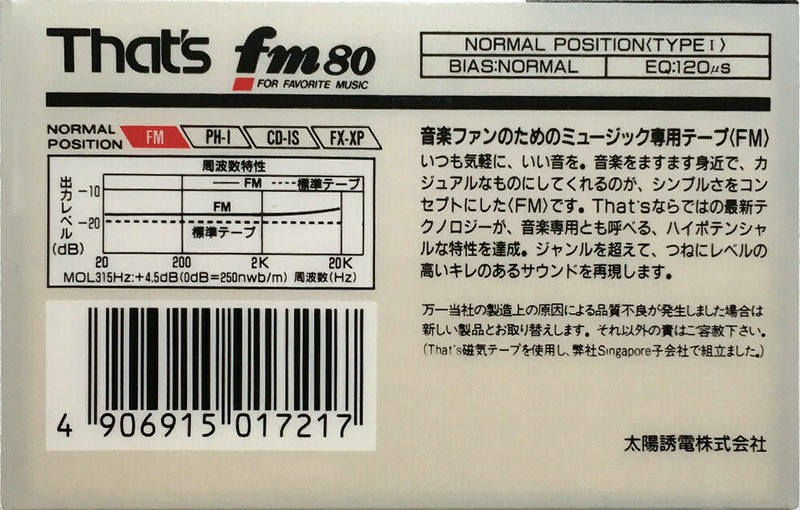 That's fm 80
FOR FAVORITE MUSIC
NORMAL POSITION〈TYPE I〉
BIAS:NORMAL EQ:120μs
NORMAL POSITION FM PH-I CD-IS FX-XP
周波数特性
FM 標準テープ
出力レベル(dB)
-10
FM
-20
標準テープ
20 200 2K 20K
MOL315Hz:+4.5dB(0dB=250nwb/m) 周波数(Hz)
4 906915 017217
音楽ファンのためのミュージック専用テープ〈FM〉
いつも気軽に、いい音を。音楽をますます身近で、カ
ジュアルなものにしてくれるのが、シンプルさをコン
セプトにした〈FM〉です。That'sならではの最新テ
クノロジーが、音楽専用とも呼べる、ハイポテンシャ
ルな特性を達成。ジャンルを超えて、つねにレベルの
高いキレのあるサウンドを再現します。
万一当社の製造上の原因による品質不良が発生しました場合は
新しい製品とお取り替えします。それ以外の責はご容赦下さい。
(That's磁気テープを使用し、弊社Singapore子会社で組立ました。)
太陽誘電株式会社